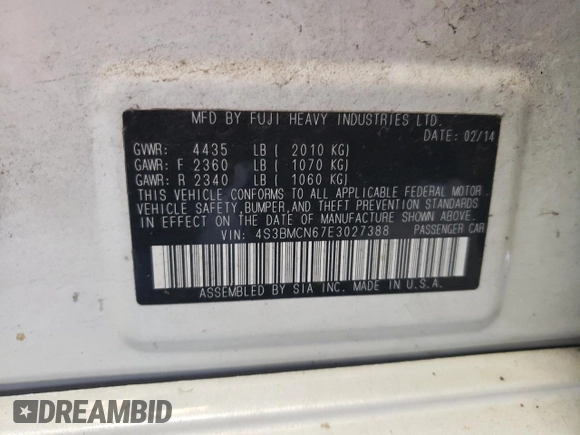 MFD BY FUJI HEAVY INDUSTRIES LTD.
DATE: 02/14
GVWR: 4435 LB ( 2010 KG)
GAWR: F 2360 LB ( 1070 KG)
GAWR: R 2340 LB ( 1060 KG)
THIS VEHICLE CONFORMS TO ALL APPLICABLE FEDERAL MOTOR
VEHICLE SAFETY, BUMPER, AND THEFT PREVENTION STANDARDS
IN EFFECT ON THE DATE OF MANUFACTURE SHOWN ABOVE.
VIN: 4S3BMCN67E3027388 PASSENGER CAR
ASSEMBLED BY SIA INC. MADE IN U.S.A.
DREAMBID